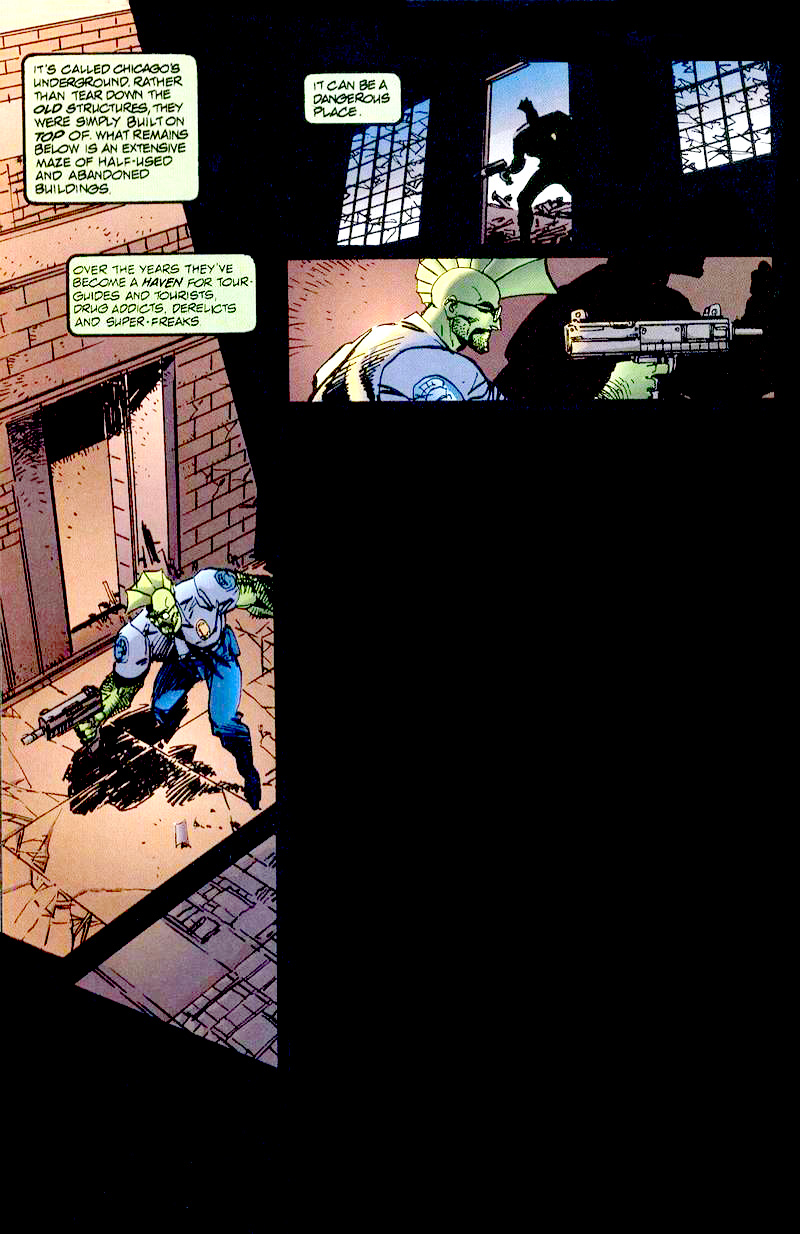 IT'S CALLED CHICAGO'S
UNDERGROUND. RATHER
THAN TEAR DOWN THE
OLD STRUCTURES, THEY
WERE SIMPLY BUILT ON
TOP OF. WHAT REMAINS
BELOW IS AN EXTENSIVE
MAZE OF HALF-USED
AND ABANDONED
BUILDINGS.
OVER THE YEARS THEY'VE
BECOME A HAVEN FOR TOUR-
GUIDES AND TOURISTS,
DRUG ADDICTS, DERELICTS
AND SUPER-FREAKS.
IT CAN BE A
DANGEROUS
PLACE.